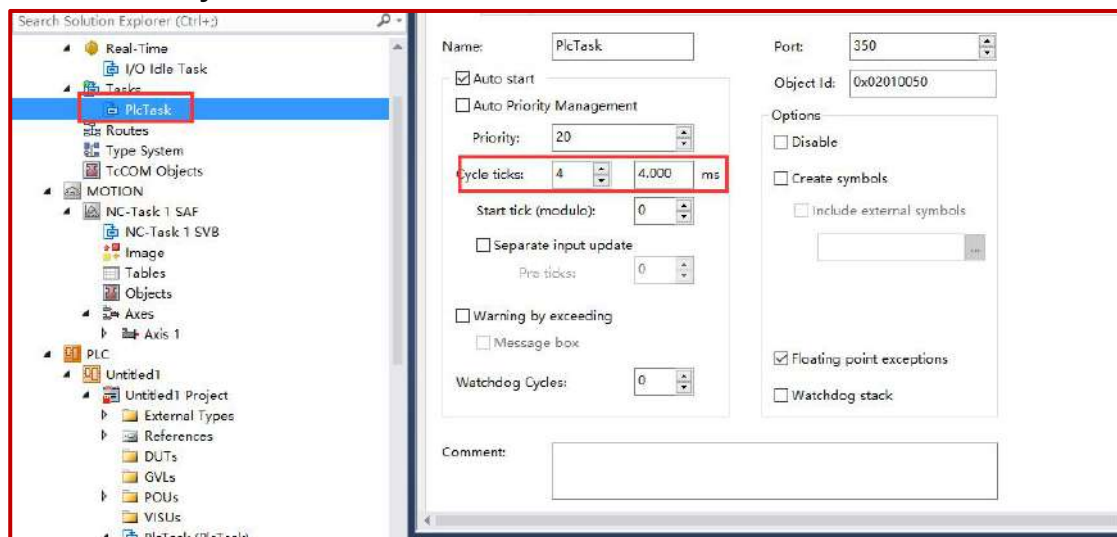 Search Solution Explorer (Ctrl+;)
Real-Time
I/O Idle Task
Tasks
PlcTask
Routes
Type System
TcCOM Objects
MOTION
NC-Task 1 SAF
NC-Task 1 SVB
Image
Tables
Objects
Axes
Axis 1
PLC
Untitled1
Untitled1 Project
External Types
References
DUTs
GVLs
POUs
VISUs
PlcTask (PlcTask)
Name: PlcTask
Port: 350
Auto start
Object Id: 0x02010050
Auto Priority Management
Options
Priority: 20
Disable
Cycle ticks: 4 4.000 ms
Create symbols
Start tick (modulo): 0
Include external symbols
Separate input update
...
Pre ticks: 0
Warning by exceeding
Message box
Floating point exceptions
Watchdog Cycles: 0
Watchdog stack
Comment: